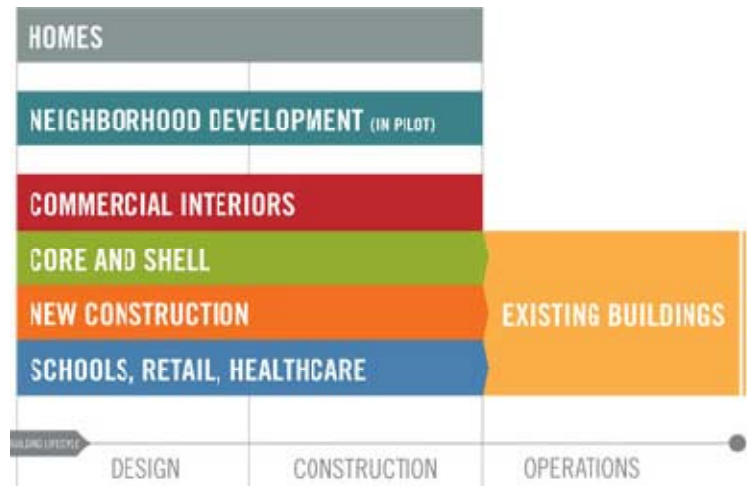 HOMES
NEIGHBORHOOD DEVELOPMENT (IN PILOT)
COMMERCIAL INTERIORS
CORE AND SHELL
NEW CONSTRUCTION
EXISTING BUILDINGS
SCHOOLS, RETAIL, HEALTHCARE
BUILDING LIFECYCLE
DESIGN
CONSTRUCTION
OPERATIONS